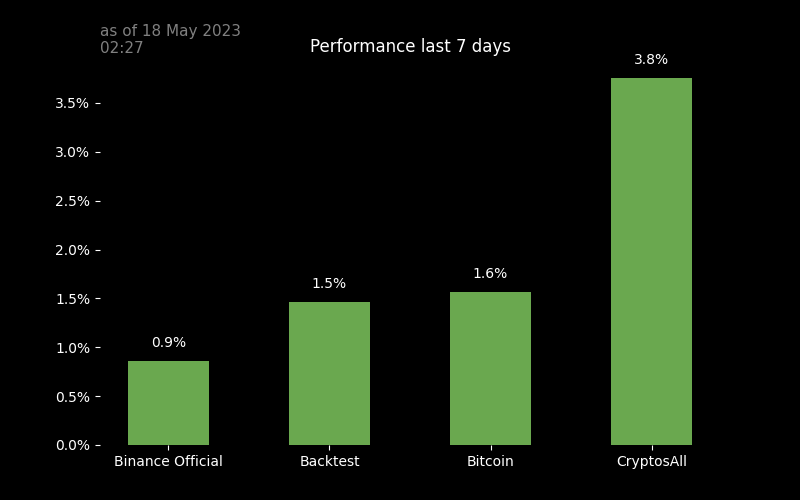 as of 18 May 2023
02:27
Performance last 7 days
3.8%
3.5%
3.0%
2.5%
2.0%
1.5%
1.6%
1.5%
0.9%
1.0%
0.5%
0.0%
Binance Official
Backtest
Bitcoin
CryptosAll